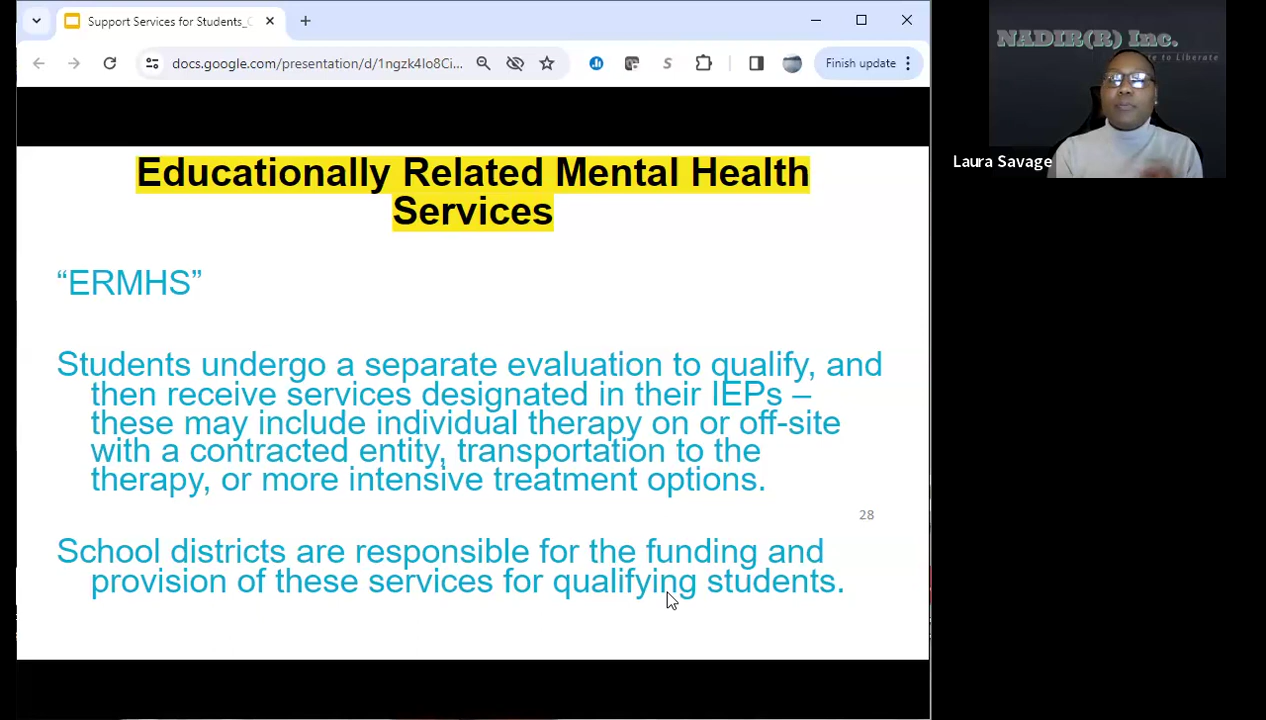 Support Services for Students_
docs.google.com/presentation/d/1ngzk4lo8Ci...
Finish update
NADIR(R) Inc.
te to Liberate
Laura Savage
Educationally Related Mental Health
Services
“ERMHS”
Students undergo a separate evaluation to qualify, and
then receive services designated in their IEPs –
these may include individual therapy on or off-site
with a contracted entity, transportation to the
therapy, or more intensive treatment options.
28
School districts are responsible for the funding and
provision of these services for qualifying students.